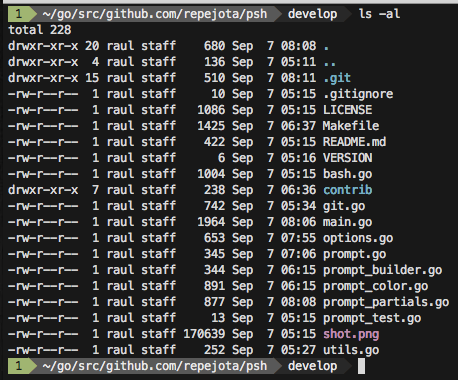 1 ~/go/src/github.com/repejota/psh develop ls -al
total 228
drwxr-xr-x 20 raul staff 680 Sep 7 08:08 .
drwxr-xr-x 4 raul staff 136 Sep 7 05:11 ..
drwxr-xr-x 15 raul staff 510 Sep 7 08:11 .git
-rw-r--r-- 1 raul staff 10 Sep 7 05:15 .gitignore
-rw-r--r-- 1 raul staff 1086 Sep 7 05:15 LICENSE
-rw-r--r-- 1 raul staff 1425 Sep 7 06:37 Makefile
-rw-r--r-- 1 raul staff 422 Sep 7 05:15 README.md
-rw-r--r-- 1 raul staff 6 Sep 7 05:16 VERSION
-rw-r--r-- 1 raul staff 1004 Sep 7 05:15 bash.go
drwxr-xr-x 7 raul staff 238 Sep 7 06:36 contrib
-rw-r--r-- 1 raul staff 742 Sep 7 05:34 git.go
-rw-r--r-- 1 raul staff 1964 Sep 7 08:06 main.go
-rw-r--r-- 1 raul staff 653 Sep 7 07:55 options.go
-rw-r--r-- 1 raul staff 345 Sep 7 07:06 prompt.go
-rw-r--r-- 1 raul staff 344 Sep 7 06:15 prompt_builder.go
-rw-r--r-- 1 raul staff 891 Sep 7 06:15 prompt_color.go
-rw-r--r-- 1 raul staff 877 Sep 7 08:08 prompt_partials.go
-rw-r--r-- 1 raul staff 13 Sep 7 05:15 prompt_test.go
-rw-r--r-- 1 raul staff 170639 Sep 7 05:15 shot.png
-rw-r--r-- 1 raul staff 252 Sep 7 05:27 utils.go
1 ~/go/src/github.com/repejota/psh develop